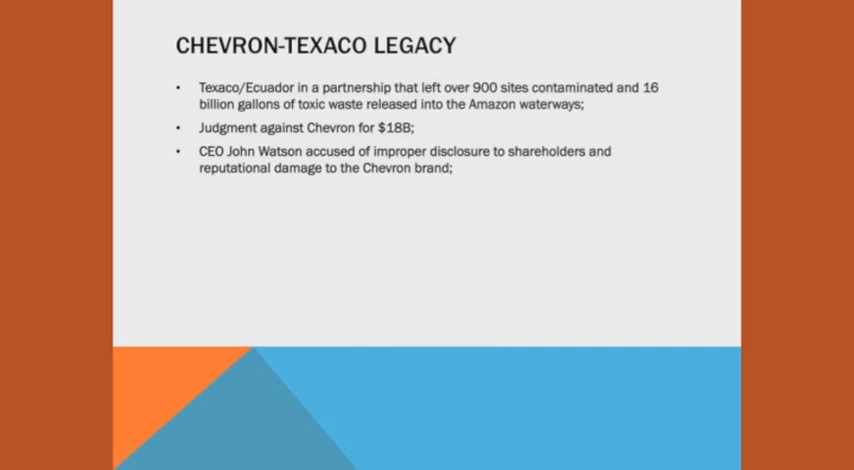 CHEVRON-TEXACO LEGACY
• Texaco/Ecuador in a partnership that left over 900 sites contaminated and 16
billion gallons of toxic waste released into the Amazon waterways;
• Judgment against Chevron for $18B;
• CEO John Watson accused of improper disclosure to shareholders and
reputational damage to the Chevron brand;